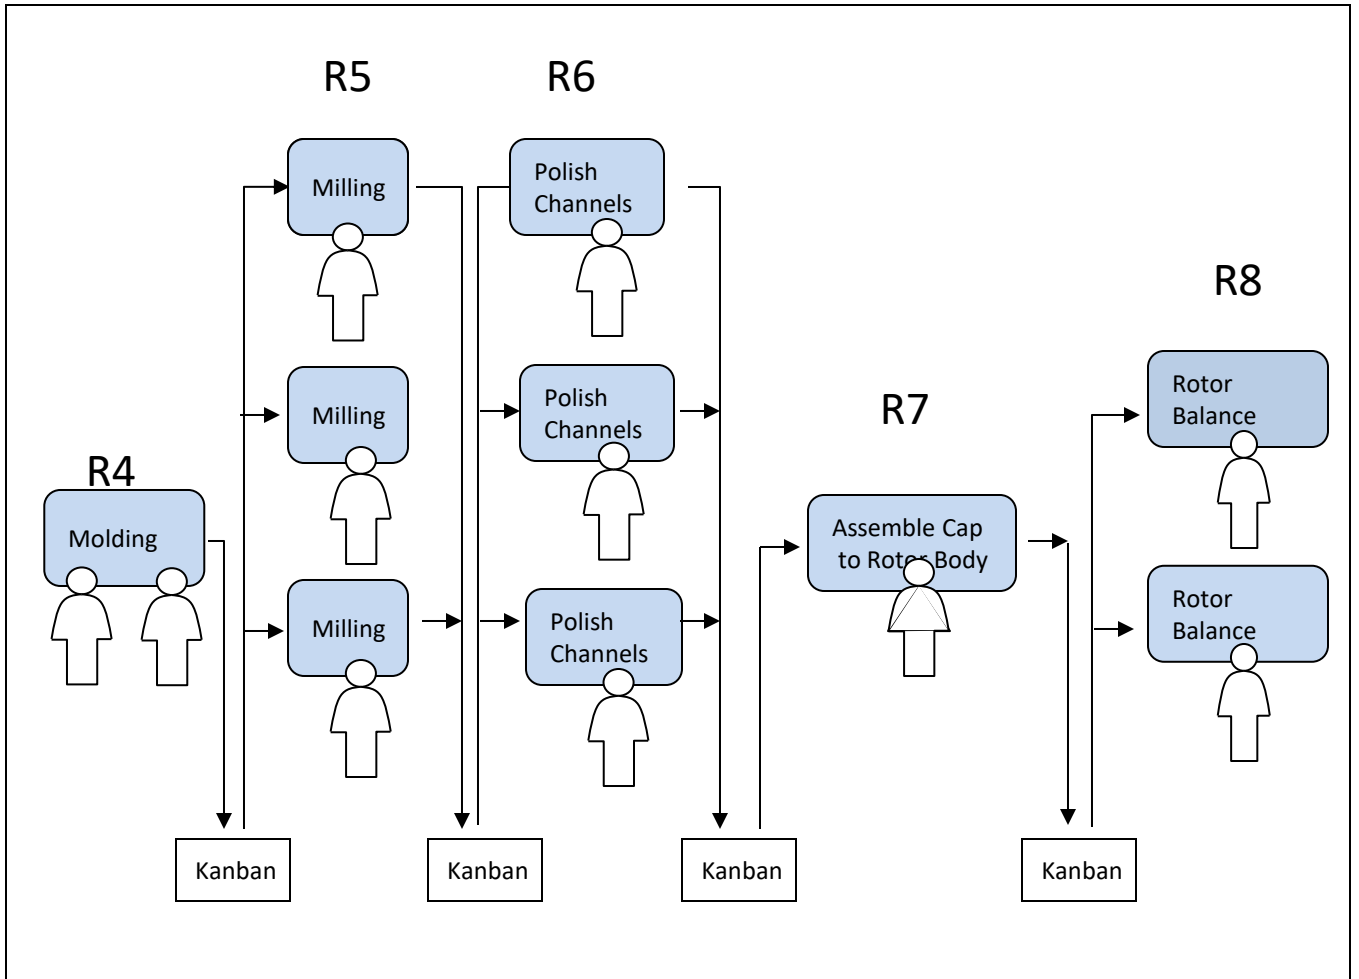 R5
R6
Milling
Polish
Channels
R8
Milling
Polish
Channels
R7
Rotor
Balance
R4
Molding
Assemble Cap
to Rotor Body
Milling
Polish
Channels
Rotor
Balance
Kanban
Kanban
Kanban
Kanban